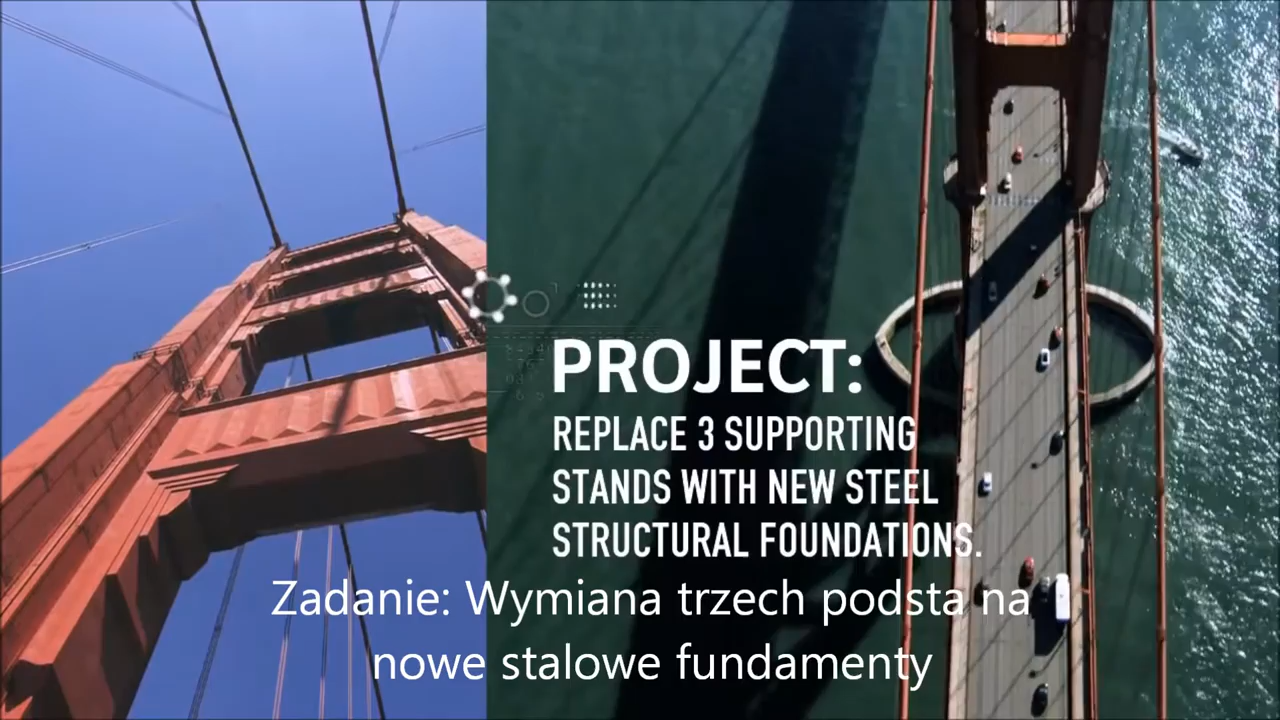 PROJECT:
REPLACE 3 SUPPORTING
STANDS WITH NEW STEEL
STRUCTURAL FOUNDATIONS.
Zadanie: Wymiana trzech podsta na
nowe stalowe fundamenty